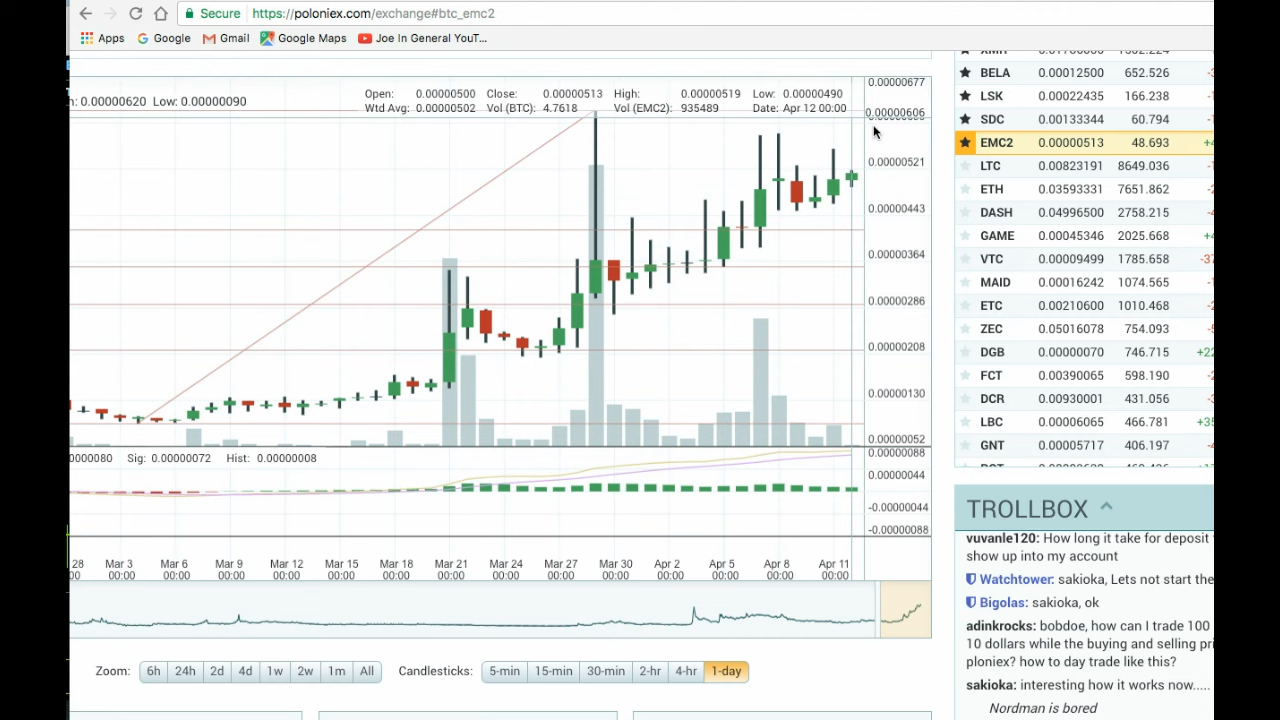 Secure https://poloniex.com/exchange#btc_emc2
Apps Google Gmail Google Maps Joe In General YouT...
0.00000620 Low: 0.00000090
Open: 0.00000500 Close: 0.00000513 High: 0.00000519 Low: 0.00000490
Wtd Avg: 0.00000502 Vol (BTC): 4.7618 Vol (EMC2): 935489 Date: Apr 12 00:00
0.00000677
0.00000606
0.00000521
0.00000443
0.00000364
0.00000286
0.00000208
0.00000130
0.00000052
0000080 Sig: 0.00000072 Hist: 0.00000008
0.00000088
0.00000044
-0.00000044
-0.00000088
28 Mar 3 Mar 6 Mar 9 Mar 12 Mar 15 Mar 18 Mar 21 Mar 24 Mar 27 Mar 30 Apr 2 Apr 5 Apr 8 Apr 11
00:00 00:00 00:00 00:00 00:00 00:00 00:00 00:00 00:00 00:00 00:00 00:00 00:00 00:00
Zoom: 6h 24h 2d 4d 1w 2w 1m All Candlesticks: 5-min 15-min 30-min 2-hr 4-hr 1-day
BELA 0.00012500 652.526
LSK 0.00022435 166.238
SDC 0.00133344 60.794
EMC2 0.00000513 48.693
LTC 0.00823191 8649.036
ETH 0.03593331 7651.862
DASH 0.04996500 2758.215
GAME 0.00045346 2025.668
VTC 0.00009499 1785.658
MAID 0.00016242 1074.565
ETC 0.00210600 1010.468
ZEC 0.05016078 754.093
DGB 0.00000070 746.715
FCT 0.00390065 598.190
DCR 0.00930001 431.056
LBC 0.00006065 466.781
GNT 0.00005717 406.197
TROLLBOX
vuvanle120: How long it take for deposit
show up into my account
Watchtower: sakioka, Lets not start the
Bigolas: sakioka, ok
adinkrocks: bobdoe, how can I trade 100
10 dollars while the buying and selling pri
ploniex? how to day trade like this?
sakioka: interesting how it works now.....
Nordman is bored